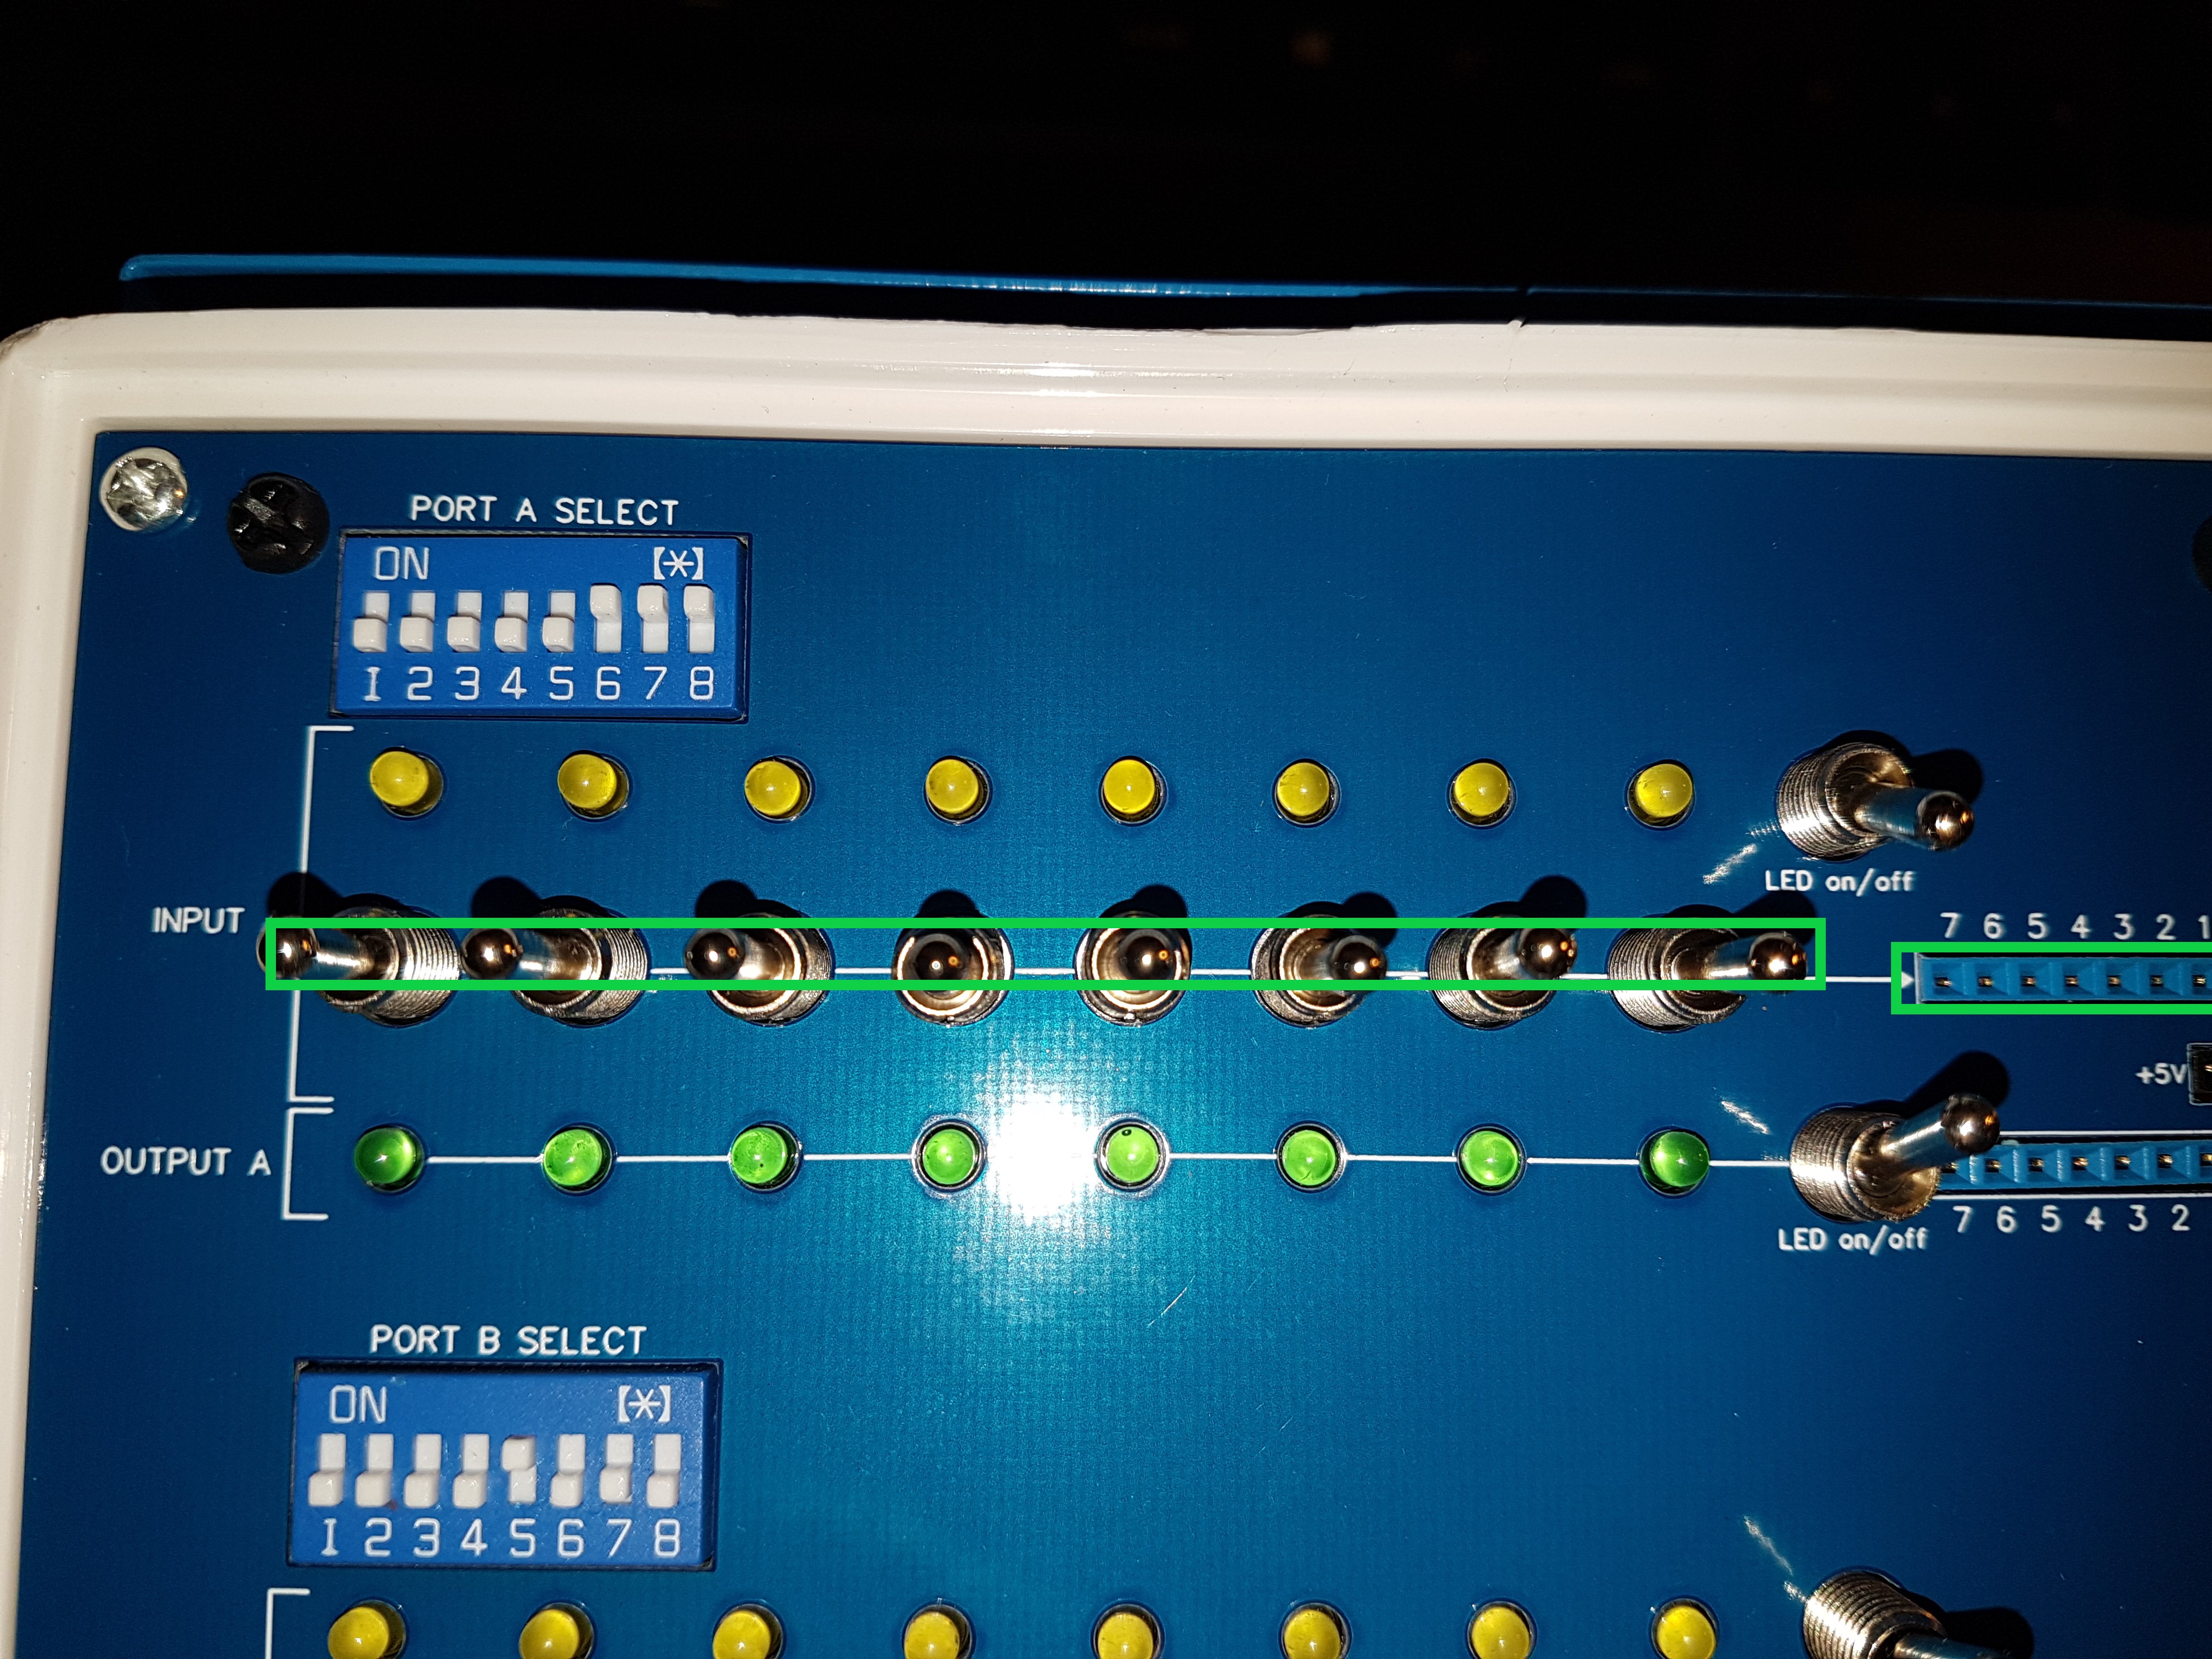 PORT A SELECT
ON [*]
1 2 3 4 5 6 7 8
LED on/off
INPUT
7 6 5 4 3 2 1
+5V
OUTPUT A
7 6 5 4 3 2
LED on/off
PORT B SELECT
ON [*]
1 2 3 4 5 6 7 8